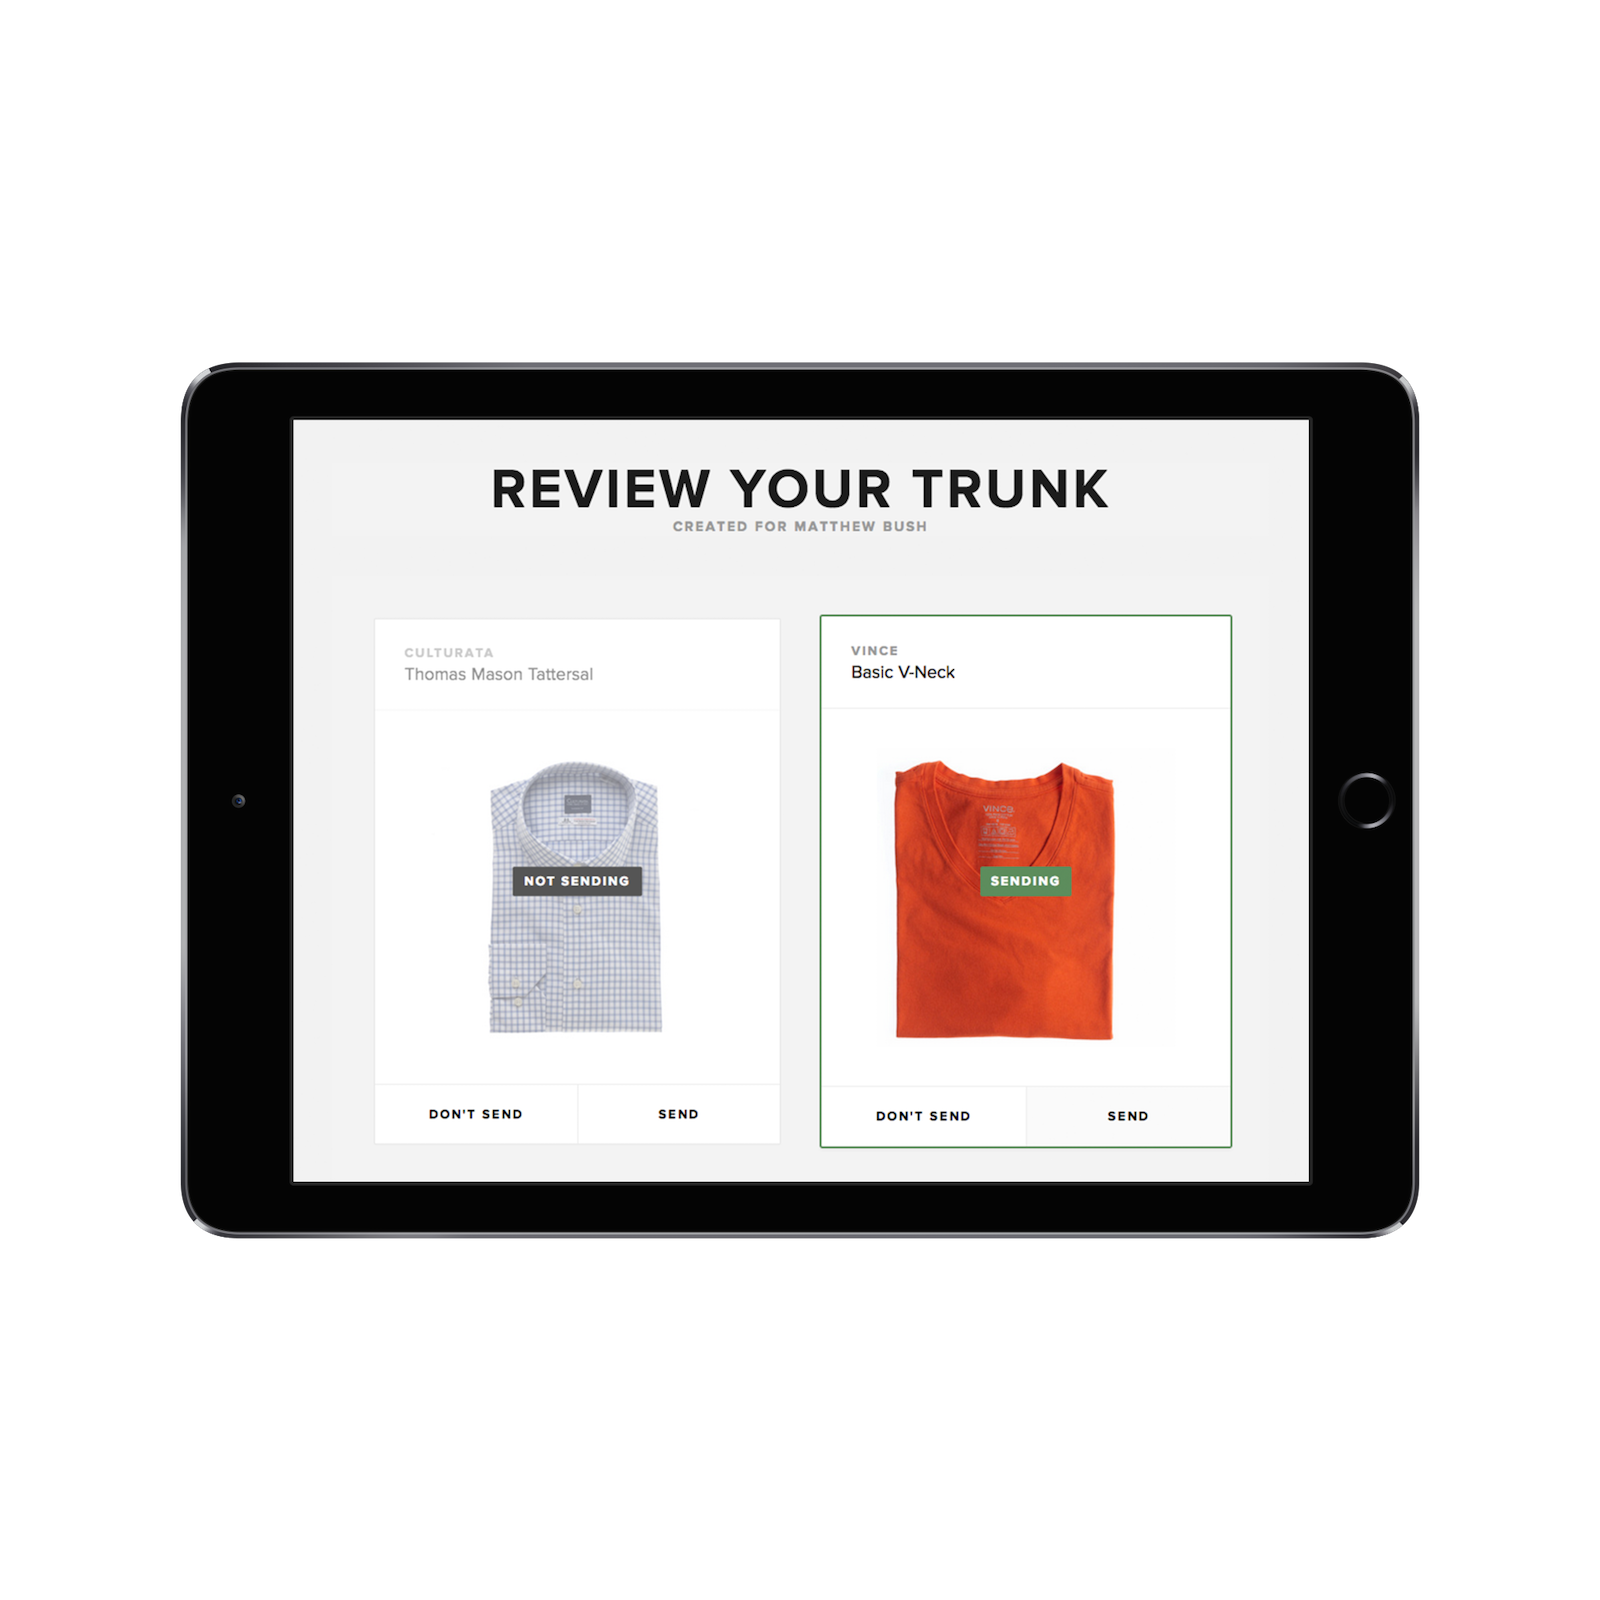 REVIEW YOUR TRUNK
CREATED FOR MATTHEW BUSH
CULTURATA
Thomas Mason Tattersal
NOT SENDING
DON'T SEND
SEND
VINCE
Basic V-Neck
VINCE.
SENDING
DON'T SEND
SEND